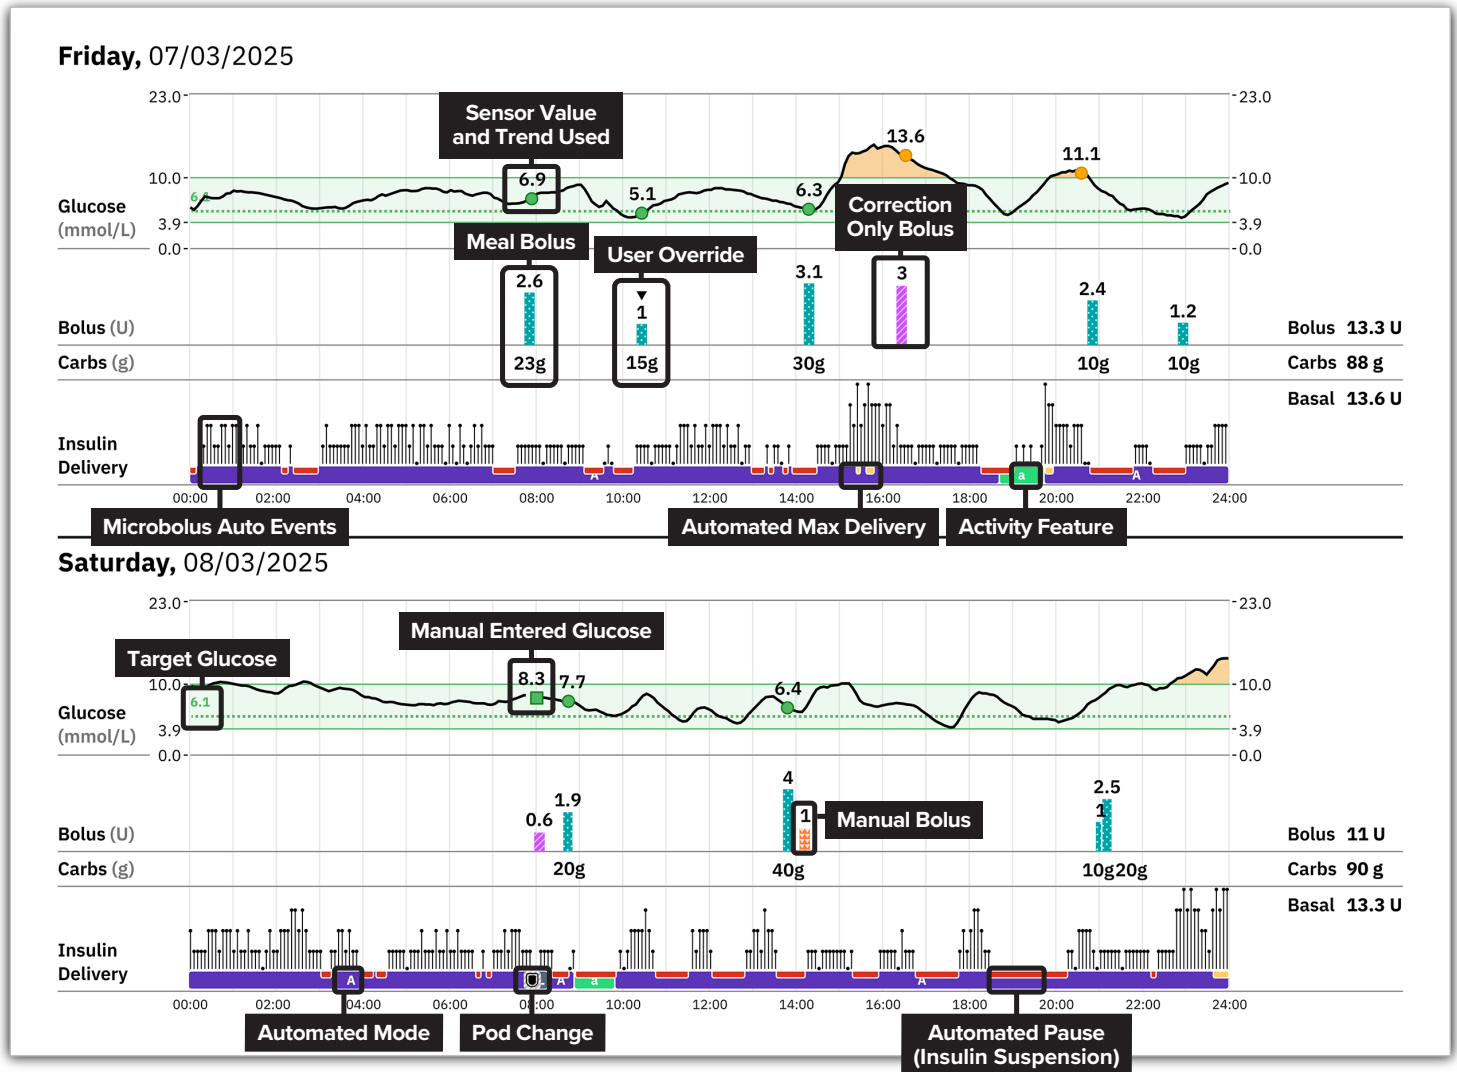 Friday, 07/03/2025
23.0
23.0
Sensor Value
and Trend Used
13.6
11.1
10.0
10.0
6.9
6.1
5.1
6.3
Glucose
(mmol/L)
Correction
Only Bolus
3.9
3.9
0.0
0.0
Meal Bolus
User Override
2.6
1
3.1
3
2.4
1.2
Bolus (U)
Bolus 13.3 U
Carbs (g)
23g
15g
30g
10g
10g
Carbs 88 g
Basal 13.6 U
Insulin
Delivery
A
a
A
00:00
02:00
04:00
06:00
08:00
10:00
12:00
14:00
16:00
18:00
20:00
22:00
24:00
Microbolus Auto Events
Automated Max Delivery
Activity Feature
Saturday, 08/03/2025
23.0
23.0
Manual Entered Glucose
Target Glucose
8.3
7.7
10.0
10.0
6.1
6.4
Glucose
(mmol/L)
3.9
3.9
0.0
0.0
0.6
1.9
4
1
Manual Bolus
1
2.5
Bolus (U)
Bolus 11 U
Carbs (g)
20g
40g
10g20g
Carbs 90 g
Basal 13.3 U
Insulin
Delivery
A
A
a
A
00:00
02:00
04:00
06:00
08:00
10:00
12:00
14:00
16:00
18:00
20:00
22:00
24:00
Automated Mode
Pod Change
Automated Pause
(Insulin Suspension)